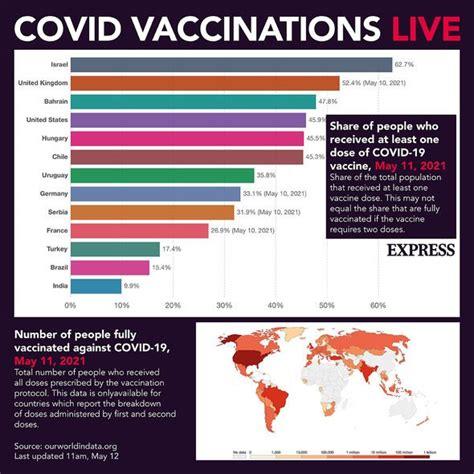 COVID VACCINATIONS LIVE
Israel 62.7%
United Kingdom 52.4% (May 10, 2021)
Bahrain 47.8%
United States 45.9%
Hungary 45.5%
Chile 45.3%
Uruguay 35.8%
Germany 33.1% (May 10, 2021)
Serbia 31.9% (May 10, 2021)
France 26.9% (May 10, 2021)
Turkey 17.4%
Brazil 15.4%
India 9.9%
0% 10% 20% 30% 40% 50% 60%
Share of people who
received at least one
dose of COVID-19
vaccine, May 11, 2021
Share of the total population
that received at least one
vaccine dose. This may not
equal the share that are fully
vaccinated if the vaccine
requires two doses.
EXPRESS
Number of people fully
vaccinated against COVID-19,
May 11, 2021
Total number of people who received
all doses prescribed by the vaccination
protocol. This data is onlyavailable for
countries which report the breakdown
of doses administered by first and second
doses.
Source: ourworldindata.org
Last updated 11am, May 12
No data 1,000 10,000 100,000 1 million 10 million 100 million 1 billion